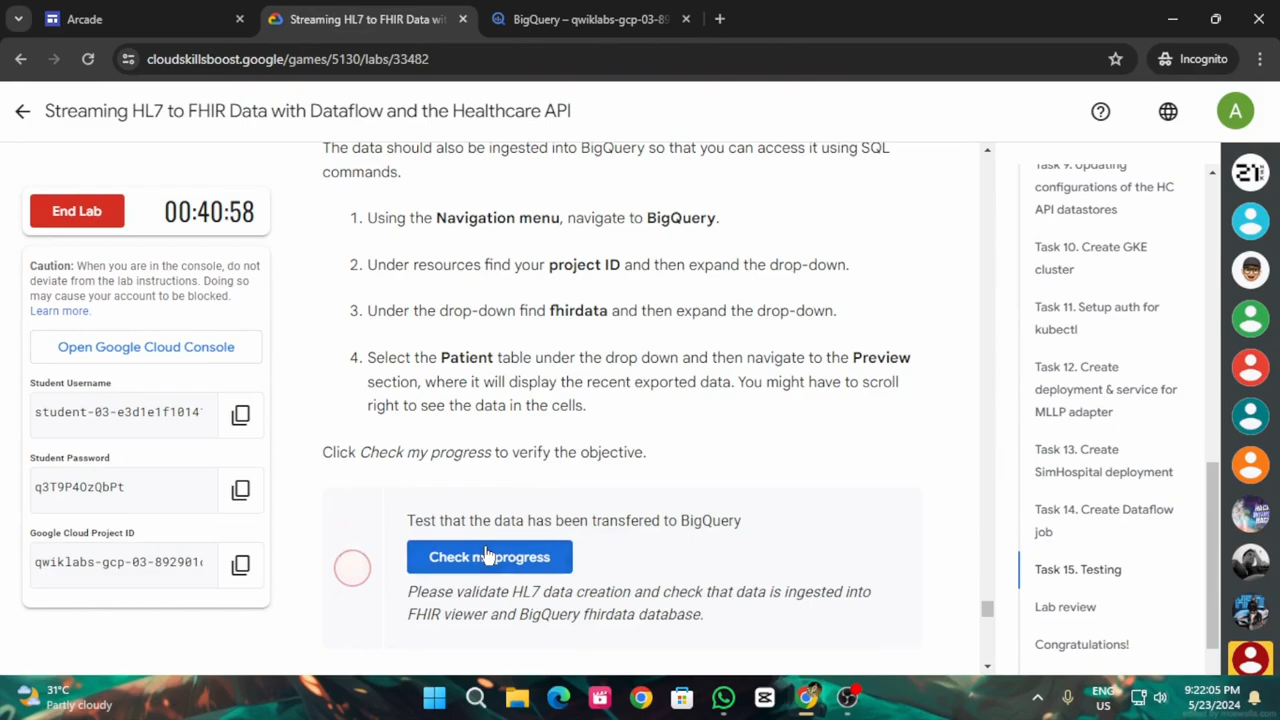 Arcade
Streaming HL7 to FHIR Data wit
BigQuery – qwiklabs-gcp-03-89
cloudskillsboost.google/games/5130/labs/33482
Incognito
Streaming HL7 to FHIR Data with Dataflow and the Healthcare API
A
End Lab
00:40:58
Caution: When you are in the console, do not
deviate from the lab instructions. Doing so
may cause your account to be blocked.
Learn more.
Open Google Cloud Console
Student Username
student-03-e3d1e1f1014
Student Password
q3T9P4OzQbPt
Google Cloud Project ID
qwiklabs-gcp-03-892901
The data should also be ingested into BigQuery so that you can access it using SQL
commands.
1. Using the Navigation menu, navigate to BigQuery.
2. Under resources find your project ID and then expand the drop-down.
3. Under the drop-down find fhirdata and then expand the drop-down.
4. Select the Patient table under the drop down and then navigate to the Preview
section, where it will display the recent exported data. You might have to scroll
right to see the data in the cells.
Click Check my progress to verify the objective.
Test that the data has been transfered to BigQuery
Check my progress
Please validate HL7 data creation and check that data is ingested into
FHIR viewer and BigQuery fhirdata database.
Task 9. Updating
configurations of the HC
API datastores
Task 10. Create GKE
cluster
Task 11. Setup auth for
kubectl
Task 12. Create
deployment & service for
MLLP adapter
Task 13. Create
SimHospital deployment
Task 14. Create Dataflow
job
Task 15. Testing
Lab review
Congratulations!
31°C
Partly cloudy
ENG
US
9:22:05 PM
5/23/2024